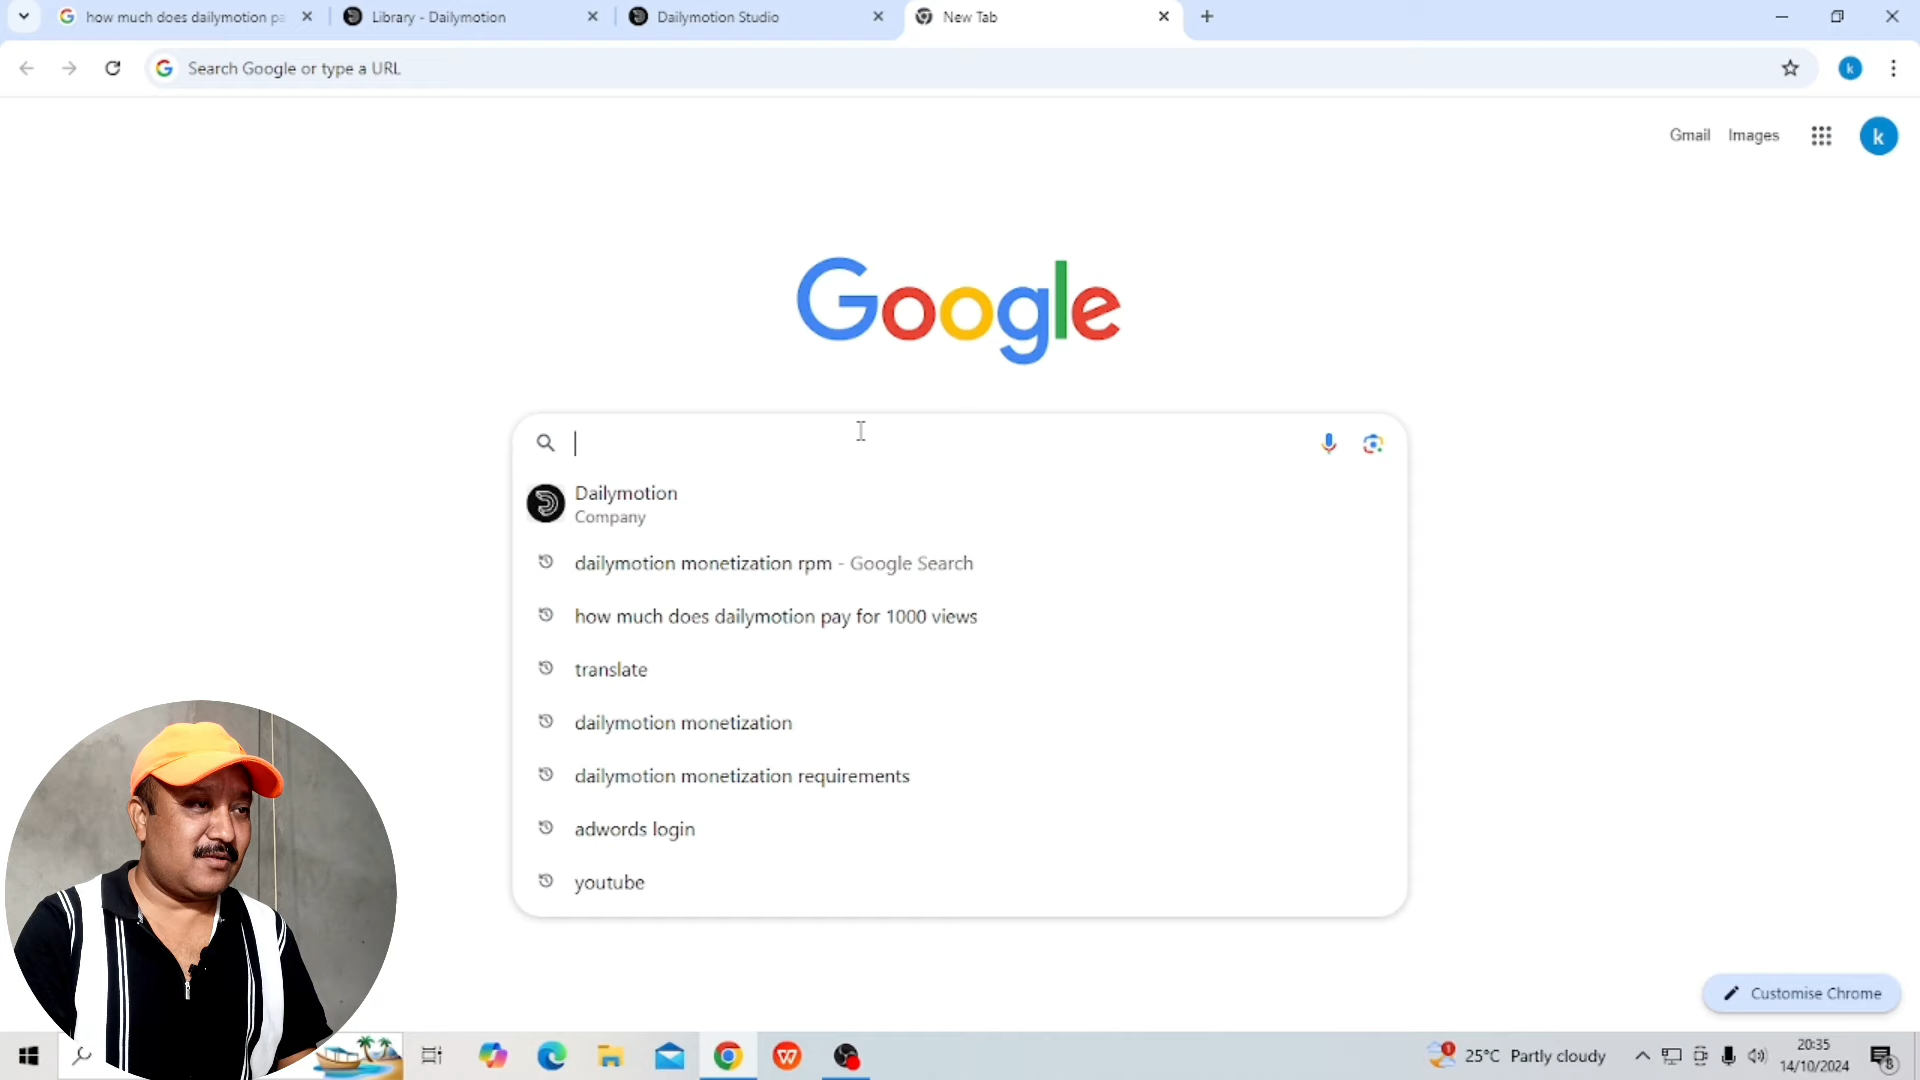 how much does dailymotion pa
Library - Dailymotion
Dailymotion Studio
New Tab
Search Google or type a URL
k
Gmail
Images
k
Google
Dailymotion
Company
dailymotion monetization rpm - Google Search
how much does dailymotion pay for 1000 views
translate
dailymotion monetization
dailymotion monetization requirements
adwords login
youtube
Customise Chrome
25°C Partly cloudy
20:35
14/10/2024
8